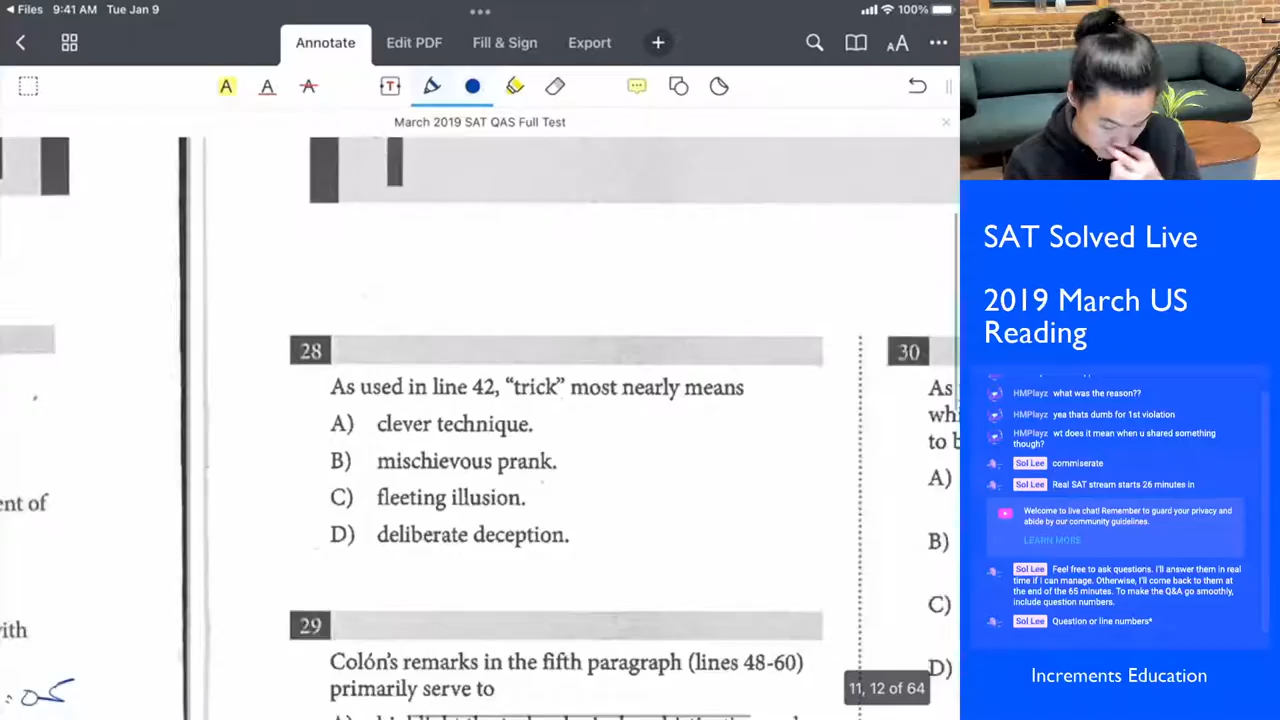 Files 9:41 AM Tue Jan 9
100%
Annotate Edit PDF Fill & Sign Export
March 2019 SAT QAS Full Test
28
As used in line 42, “trick” most nearly means
A) clever technique.
B) mischievous prank.
C) fleeting illusion.
D) deliberate deception.
29
Colón’s remarks in the fifth paragraph (lines 48-60)
primarily serve to
30
As
to b
A)
B)
C)
D)
ent of
11, 12 of 64
SAT Solved Live
2019 March US
Reading
HMPlayz what was the reason??
HMPlayz yea thats dumb for 1st violation
HMPlayz wt does it mean when u shared something
though?
Sol Lee commiserate
Sol Lee Real SAT stream starts 26 minutes in
Welcome to live chat! Remember to guard your privacy and
abide by our community guidelines.
LEARN MORE
Sol Lee Feel free to ask questions. I'll answer them in real
time if I can manage. Otherwise, I'll come back to them at
the end of the 65 minutes. To make the Q&A go smoothly,
include question numbers.
Sol Lee Question or line numbers*
Increments Education